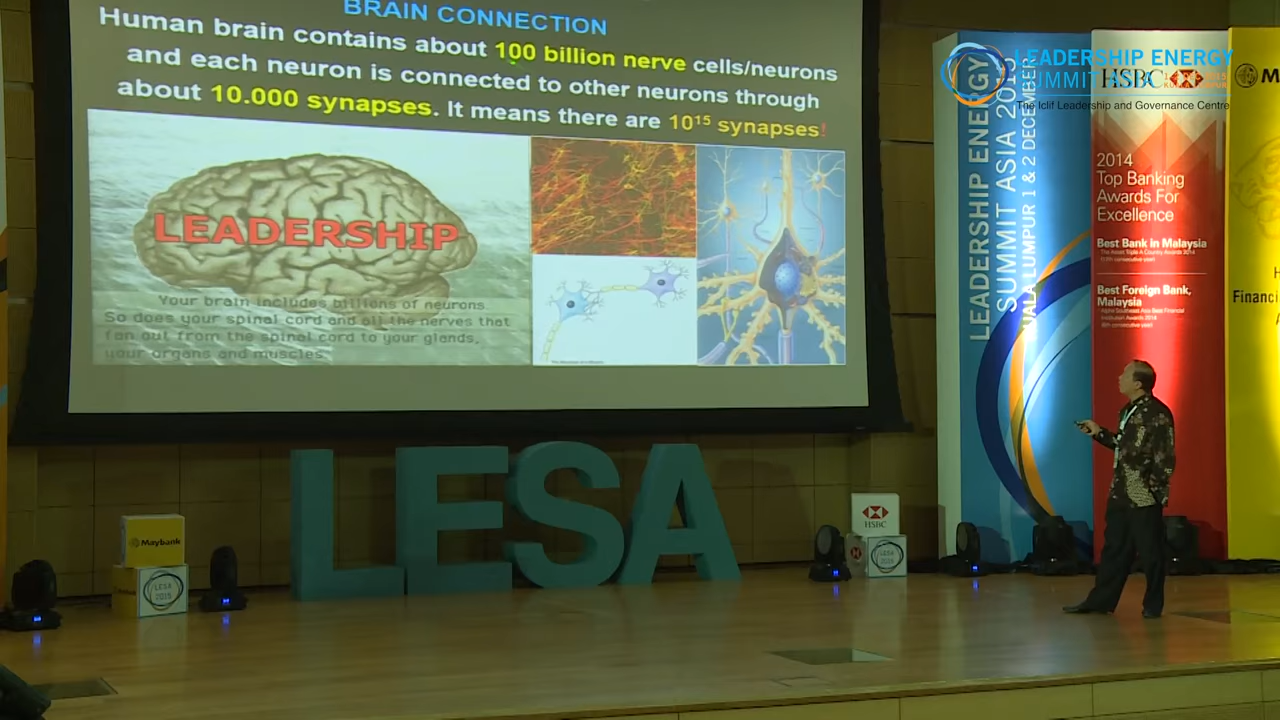 BRAIN CONNECTION
Human brain contains about 100 billion nerve cells/neurons
and each neuron is connected to other neurons through
about 10.000 synapses. It means there are 10¹⁵ synapses!
LEADERSHIP
Your brain includes billions of neurons.
So does your spinal cord and all the nerves that
fan out from the spinal cord to your glands,
your organs and muscles.
LEADERSHIP ENERGY
SUMMIT ASIA 2015
The Iclif Leadership and Governance Centre
LEADERSHIP ENERGY
SUMMIT ASIA 2015
KUALA LUMPUR 1 & 2 DECEMBER
HSBC
2014
Top Banking
Awards For
Excellence
Best Bank in Malaysia
Best Foreign Bank,
Malaysia
M
Financi
LESA
Maybank
LESA
2015
HSBC
LESA
2015